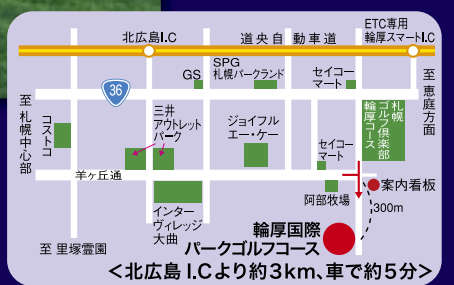 北広島I.C
道央自動車道
ETC専用
輪厚スマートI.C
36
GS
SPG
札幌パークランド
セイコー
マート
至 恵庭方面
至 札幌中心部
コストコ
三井
アウトレット
パーク
ジョイフル
エー・ケー
セイコー
マート
札幌
ゴルフ倶楽部
輪厚コース
羊ヶ丘通
インター
ヴィレッジ
大曲
阿部牧場
案内看板
300m
至 里塚霊園
輪厚国際
パークゴルフコース
<北広島I.Cより約3km、車で約5分>